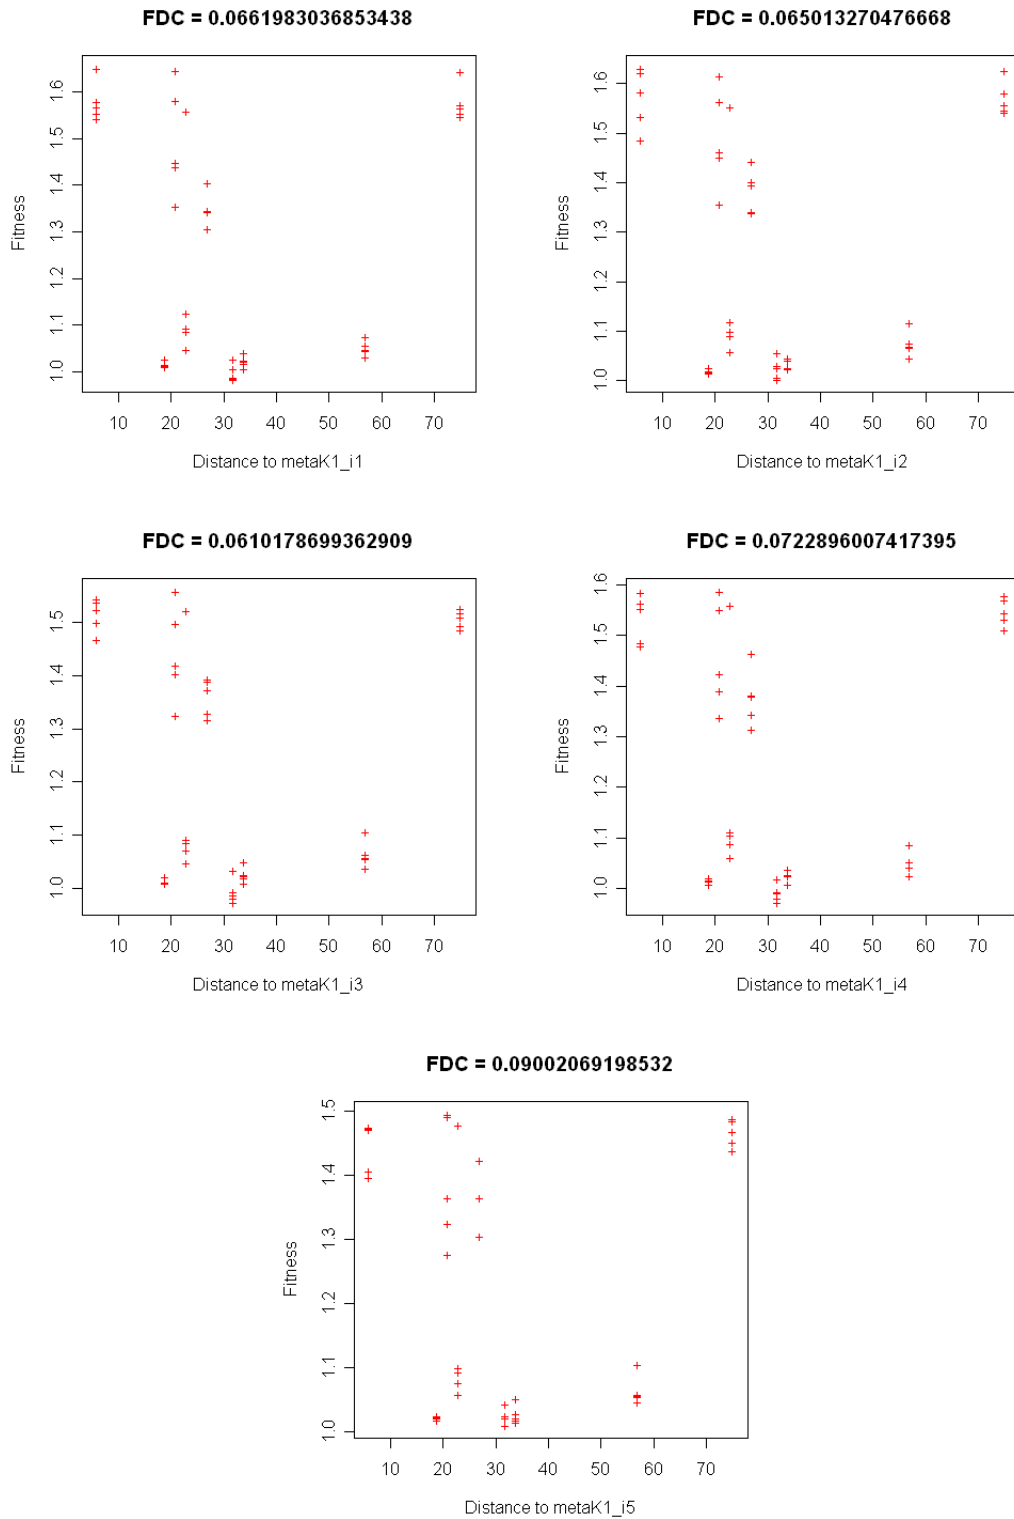 FDC = 0.0661983036853438
FDC = 0.065013270476668
Fitness
1.0 1.1 1.2 1.3 1.4 1.5 1.6
10 20 30 40 50 60 70
Distance to metaK1_i1
Fitness
1.0 1.1 1.2 1.3 1.4 1.5 1.6
10 20 30 40 50 60 70
Distance to metaK1_i2
FDC = 0.0610178699362909
FDC = 0.0722896007417395
Fitness
1.0 1.1 1.2 1.3 1.4 1.5
10 20 30 40 50 60 70
Distance to metaK1_i3
Fitness
1.0 1.1 1.2 1.3 1.4 1.5 1.6
10 20 30 40 50 60 70
Distance to metaK1_i4
FDC = 0.09002069198532
Fitness
1.0 1.1 1.2 1.3 1.4 1.5
10 20 30 40 50 60 70
Distance to metaK1_i5